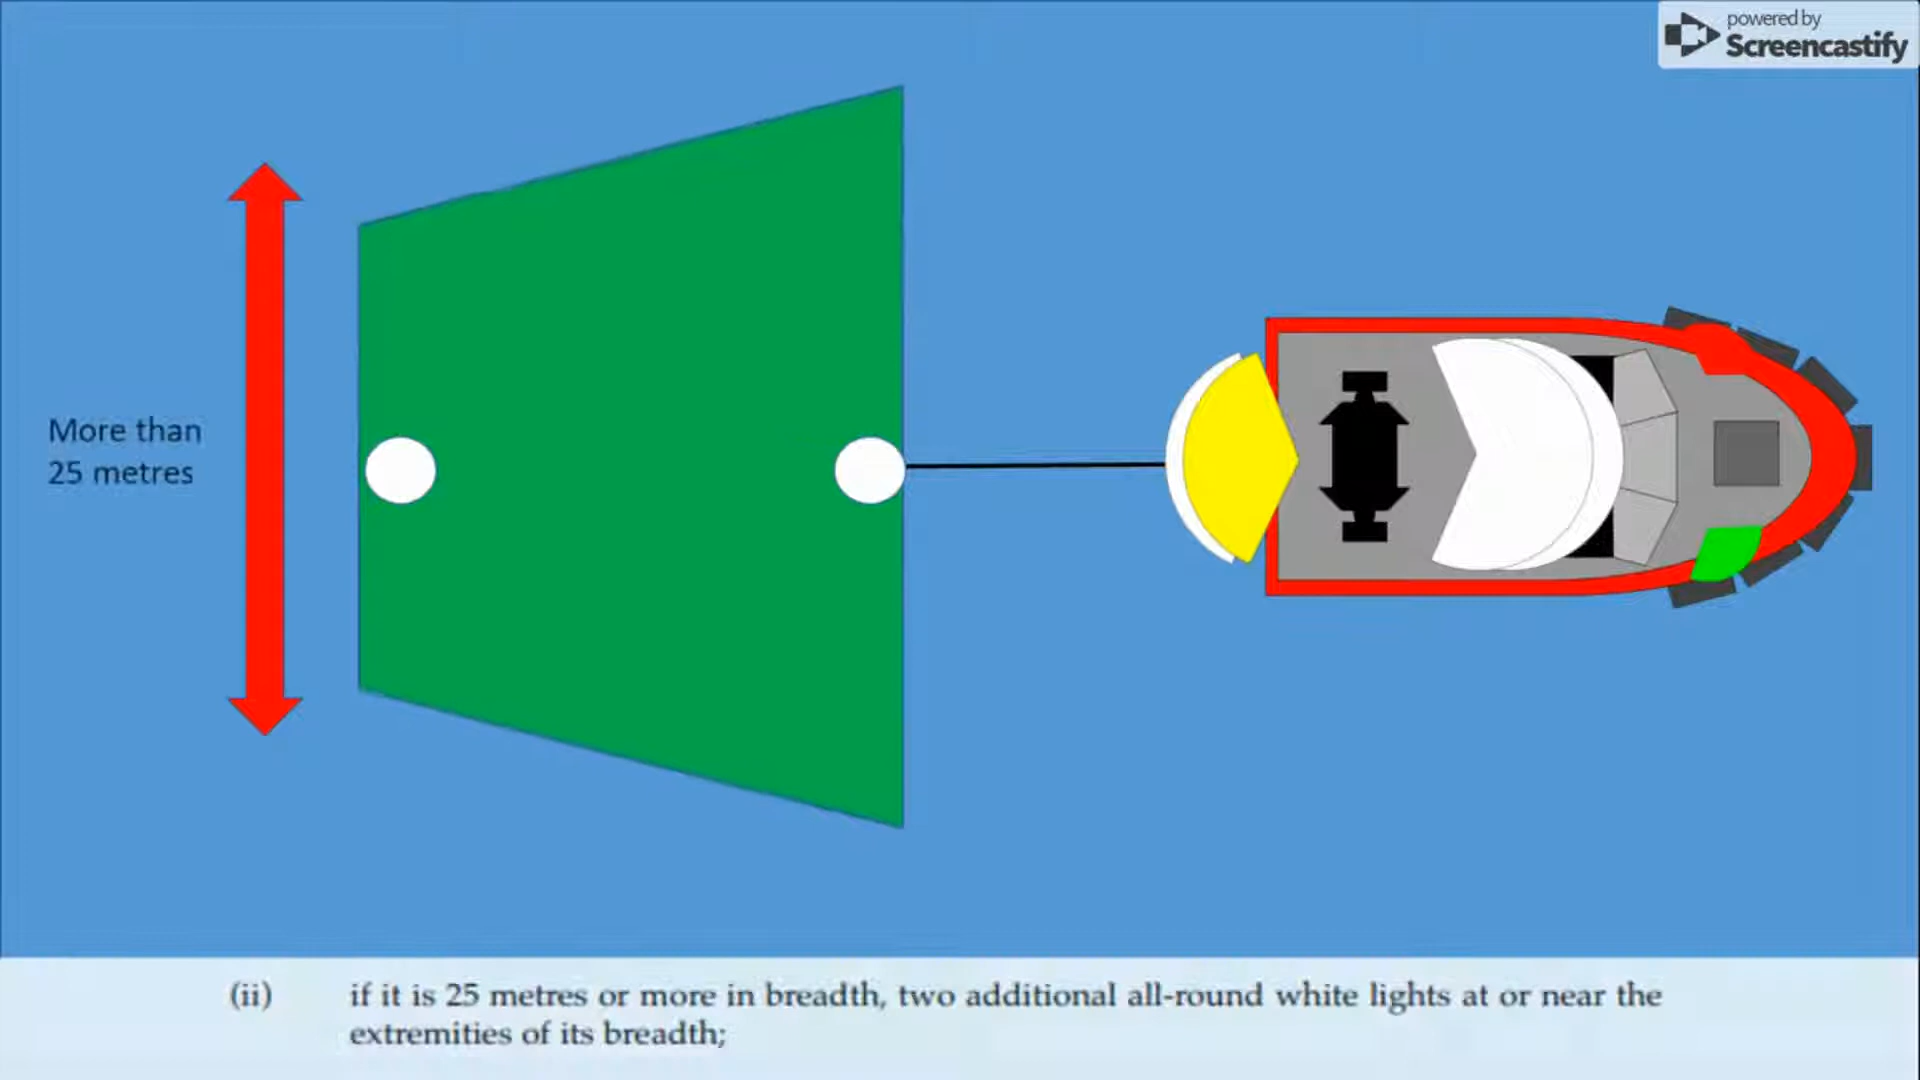 powered by
Screencastify
More than
25 metres
(ii) if it is 25 metres or more in breadth, two additional all-round white lights at or near the
extremities of its breadth;